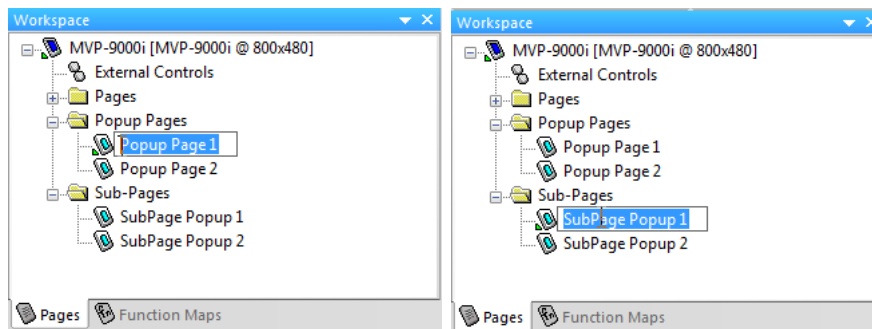 Workspace
MVP-9000i [MVP-9000i @ 800x480]
External Controls
Pages
Popup Pages
Popup Page 1
Popup Page 2
Sub-Pages
SubPage Popup 1
SubPage Popup 2
Pages
Function Maps
Workspace
MVP-9000i [MVP-9000i @ 800x480]
External Controls
Pages
Popup Pages
Popup Page 1
Popup Page 2
Sub-Pages
SubPage Popup 1
SubPage Popup 2
Pages
Function Maps